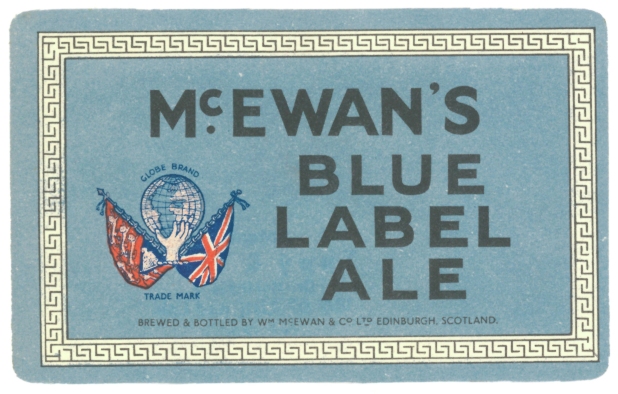 McEWAN'S
BLUE
LABEL
ALE
GLOBE BRAND
TRADE MARK
BREWED & BOTTLED BY WM McEWAN & CO LTD EDINBURGH, SCOTLAND.